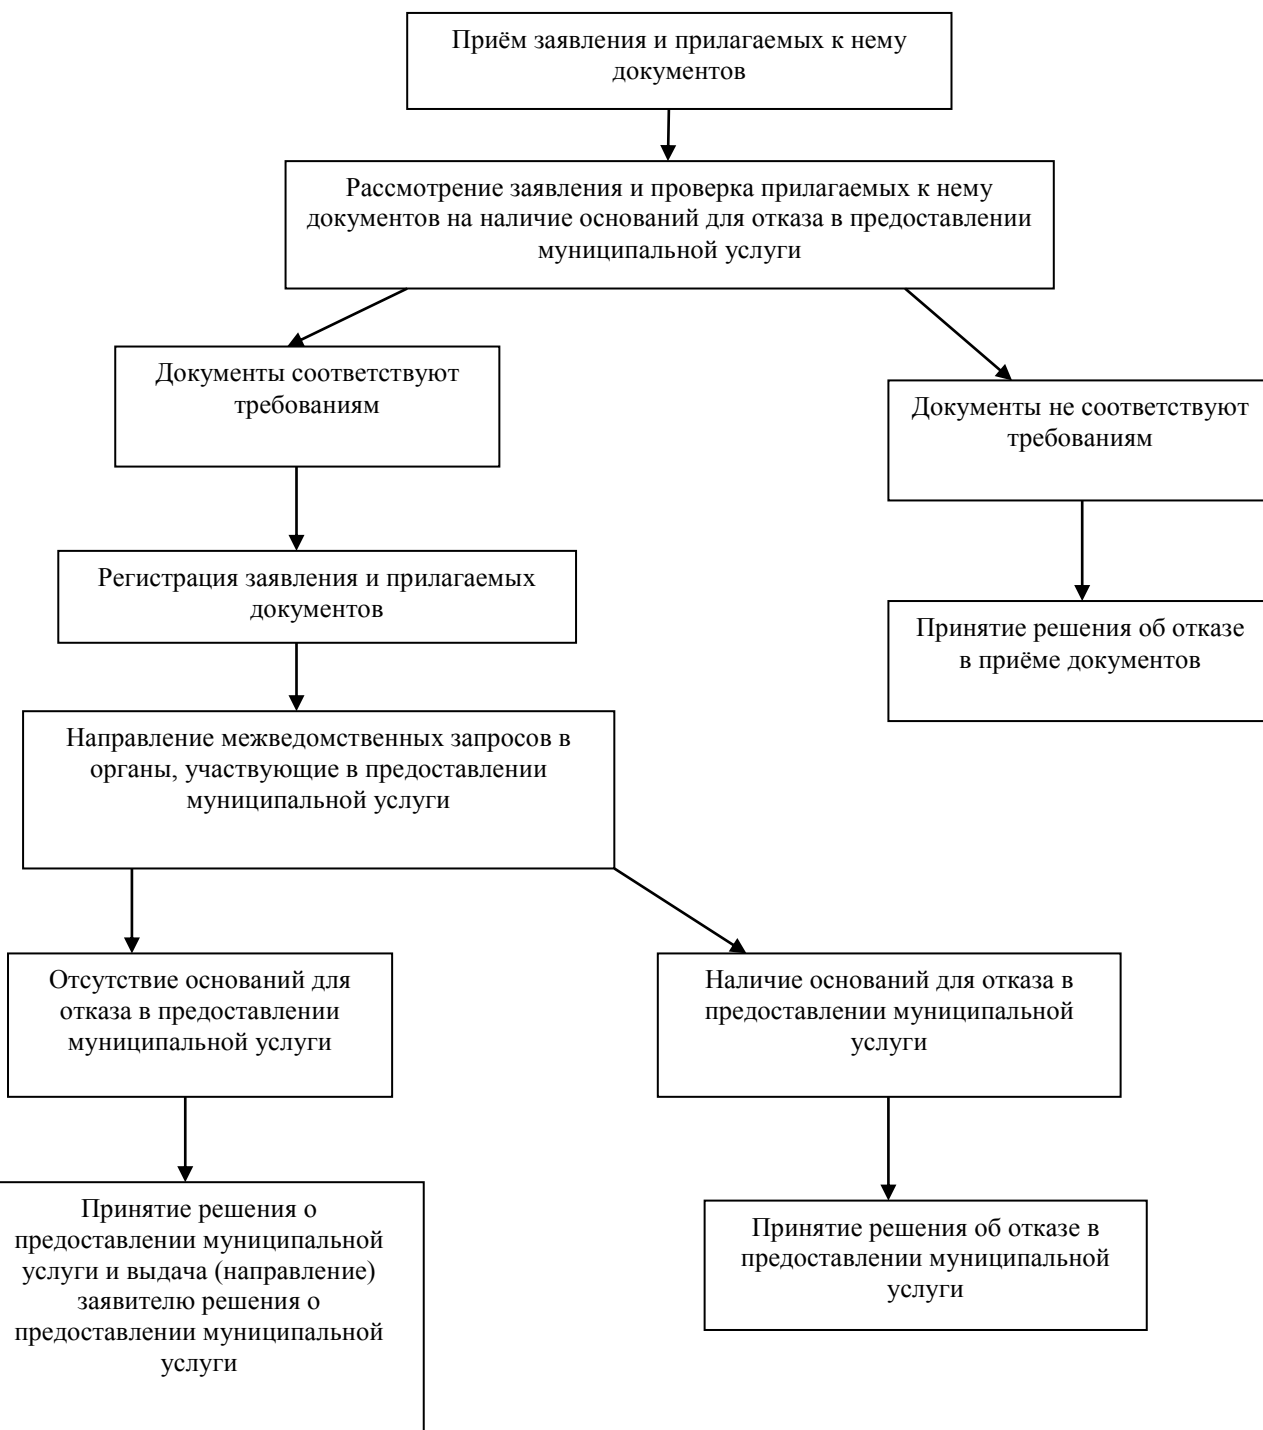 Приём заявления и прилагаемых к нему
документов
Рассмотрение заявления и проверка прилагаемых к нему
документов на наличие оснований для отказа в предоставлении
муниципальной услуги
Документы соответствуют
требованиям
Документы не соответствуют
требованиям
Регистрация заявления и прилагаемых
документов
Принятие решения об отказе
в приёме документов
Направление межведомственных запросов в
органы, участвующие в предоставлении
муниципальной услуги
Отсутствие оснований для
отказа в предоставлении
муниципальной услуги
Наличие оснований для отказа в
предоставлении муниципальной
услуги
Принятие решения о
предоставлении муниципальной
услуги и выдача (направление)
заявителю решения о
предоставлении муниципальной
услуги
Принятие решения об отказе в
предоставлении муниципальной
услуги